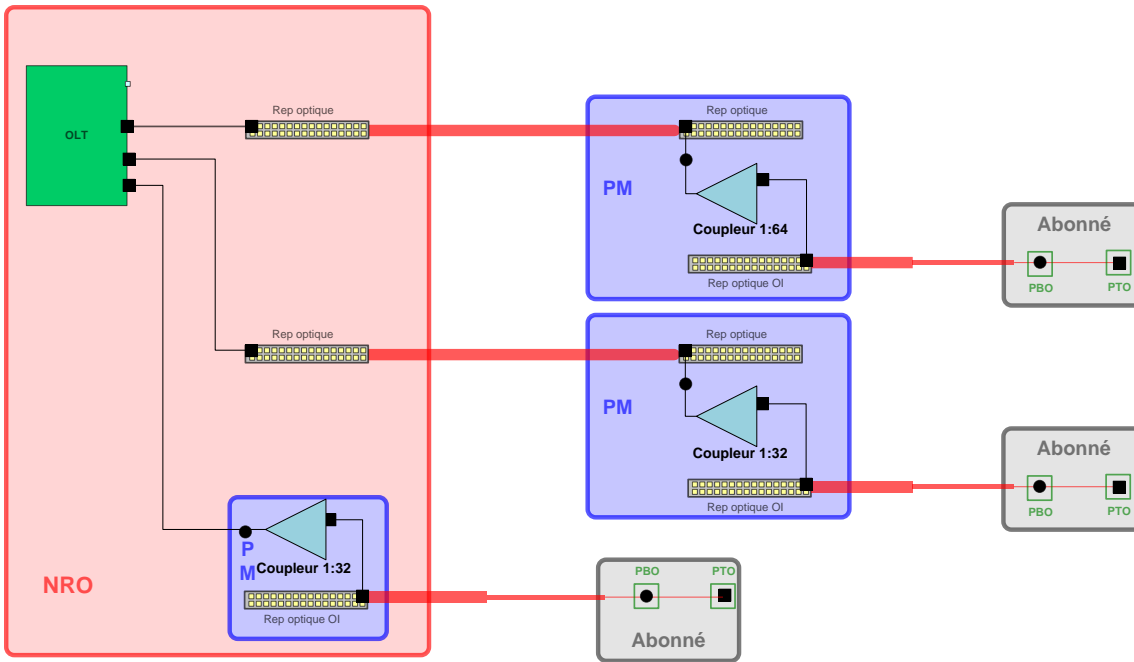 Rep optique
Rep optique
OLT
PM
Coupleur 1:64
Abonné
Rep optique OI
PBO
PTO
Rep optique
Rep optique
PM
Coupleur 1:32
Abonné
Rep optique OI
PBO
PTO
P
M
Coupleur 1:32
PBO
PTO
NRO
Rep optique OI
Abonné